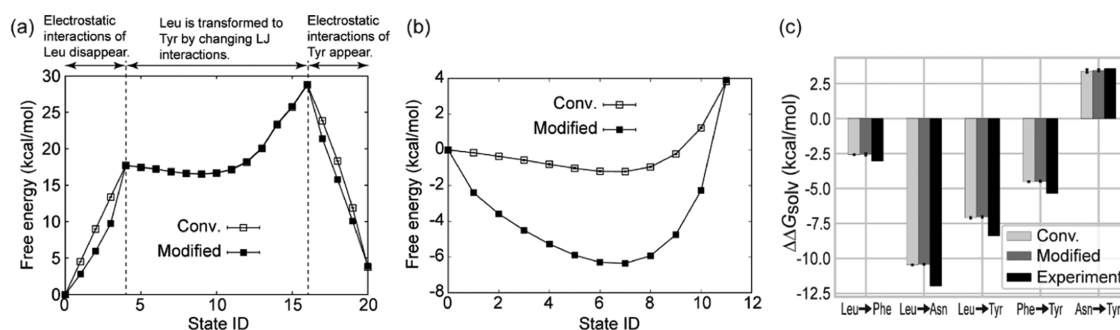 (a)
Electrostatic
interactions of
Leu disappear.
Leu is transformed to
Tyr by changing LJ
interactions.
Electrostatic
interactions of
Tyr appear.
Free energy (kcal/mol)
30
25
20
15
10
5
0
Conv.
Modified
0 5 10 15 20
State ID
(b)
Free energy (kcal/mol)
4
2
0
-2
-4
-6
-8
Conv.
Modified
0 2 4 6 8 10 12
State ID
(c)
ΔΔGsolv (kcal/mol)
2.5
0.0
-2.5
-5.0
-7.5
-10.0
-12.5
Conv.
Modified
Experiment
Leu→Phe Leu→Asn Leu→Tyr Phe→Tyr Asn→Tyr